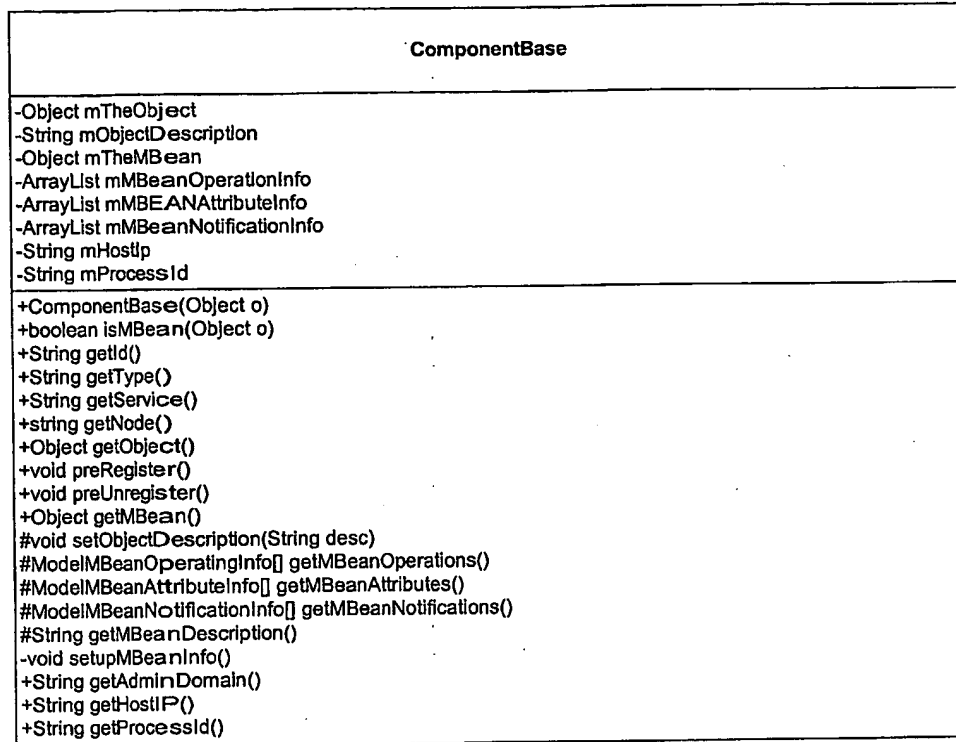 ComponentBase
-Object mTheObject
-String mObjectDescription
-Object mTheMBean
-ArrayList mMBeanOperationInfo
-ArrayList mMBEANAttributeInfo
-ArrayList mMBeanNotificationInfo
-String mHostIp
-String mProcessId
+ComponentBase(Object o)
+boolean isMBean(Object o)
+String getId()
+String getType()
+String getService()
+string getNode()
+Object getObject()
+void preRegister()
+void preUnregister()
+Object getMBean()
#void setObjectDescription(String desc)
#ModelMBeanOperatingInfo[] getMBeanOperations()
#ModelMBeanAttributeInfo[] getMBeanAttributes()
#ModelMBeanNotificationInfo[] getMBeanNotifications()
#String getMBeanDescription()
-void setupMBeanInfo()
+String getAdminDomain()
+String getHostIP()
+String getProcessId()